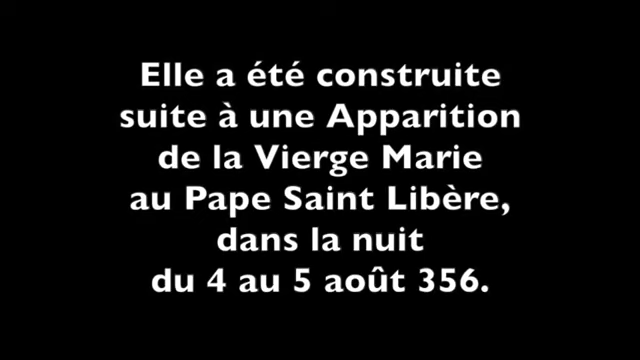 Elle a été construite
suite à une Apparition
de la Vierge Marie
au Pape Saint Libère,
dans la nuit
du 4 au 5 août 356.